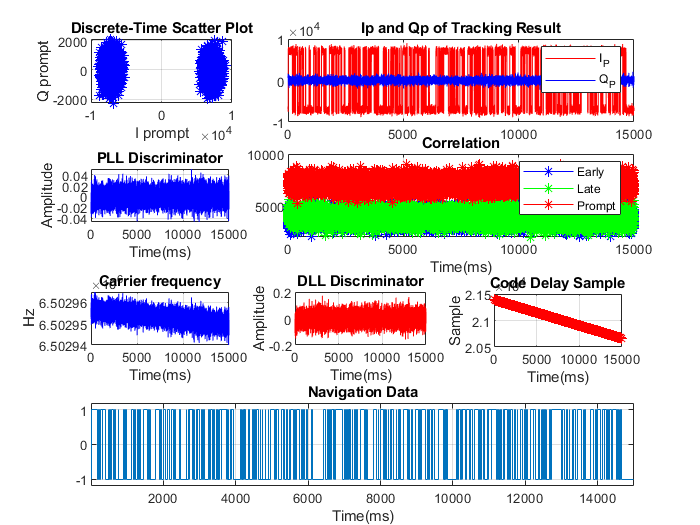 Discrete-Time Scatter Plot
Q prompt
2000
0
-2000
-1
0
1
I prompt
×10^4
Ip and Qp of Tracking Result
×10^4
1
0
-1
0
5000
10000
15000
I_P
Q_P
PLL Discriminator
Amplitude
0.04
0.02
0
-0.02
-0.04
0
5000
10000
15000
Time(ms)
Correlation
10000
5000
0
5000
10000
15000
Time(ms)
Early
Late
Prompt
Carrier frequency
Hz
6.50296
6.50295
6.50294
0
5000
10000
15000
Time(ms)
DLL Discriminator
Amplitude
0.2
0
-0.2
0
5000
10000
15000
Time(ms)
Code Delay Sample
Sample
2.15
2.1
2.05
0
5000
10000
15000
Time(ms)
Navigation Data
1
0
-1
2000
4000
6000
8000
10000
12000
14000
Time(ms)